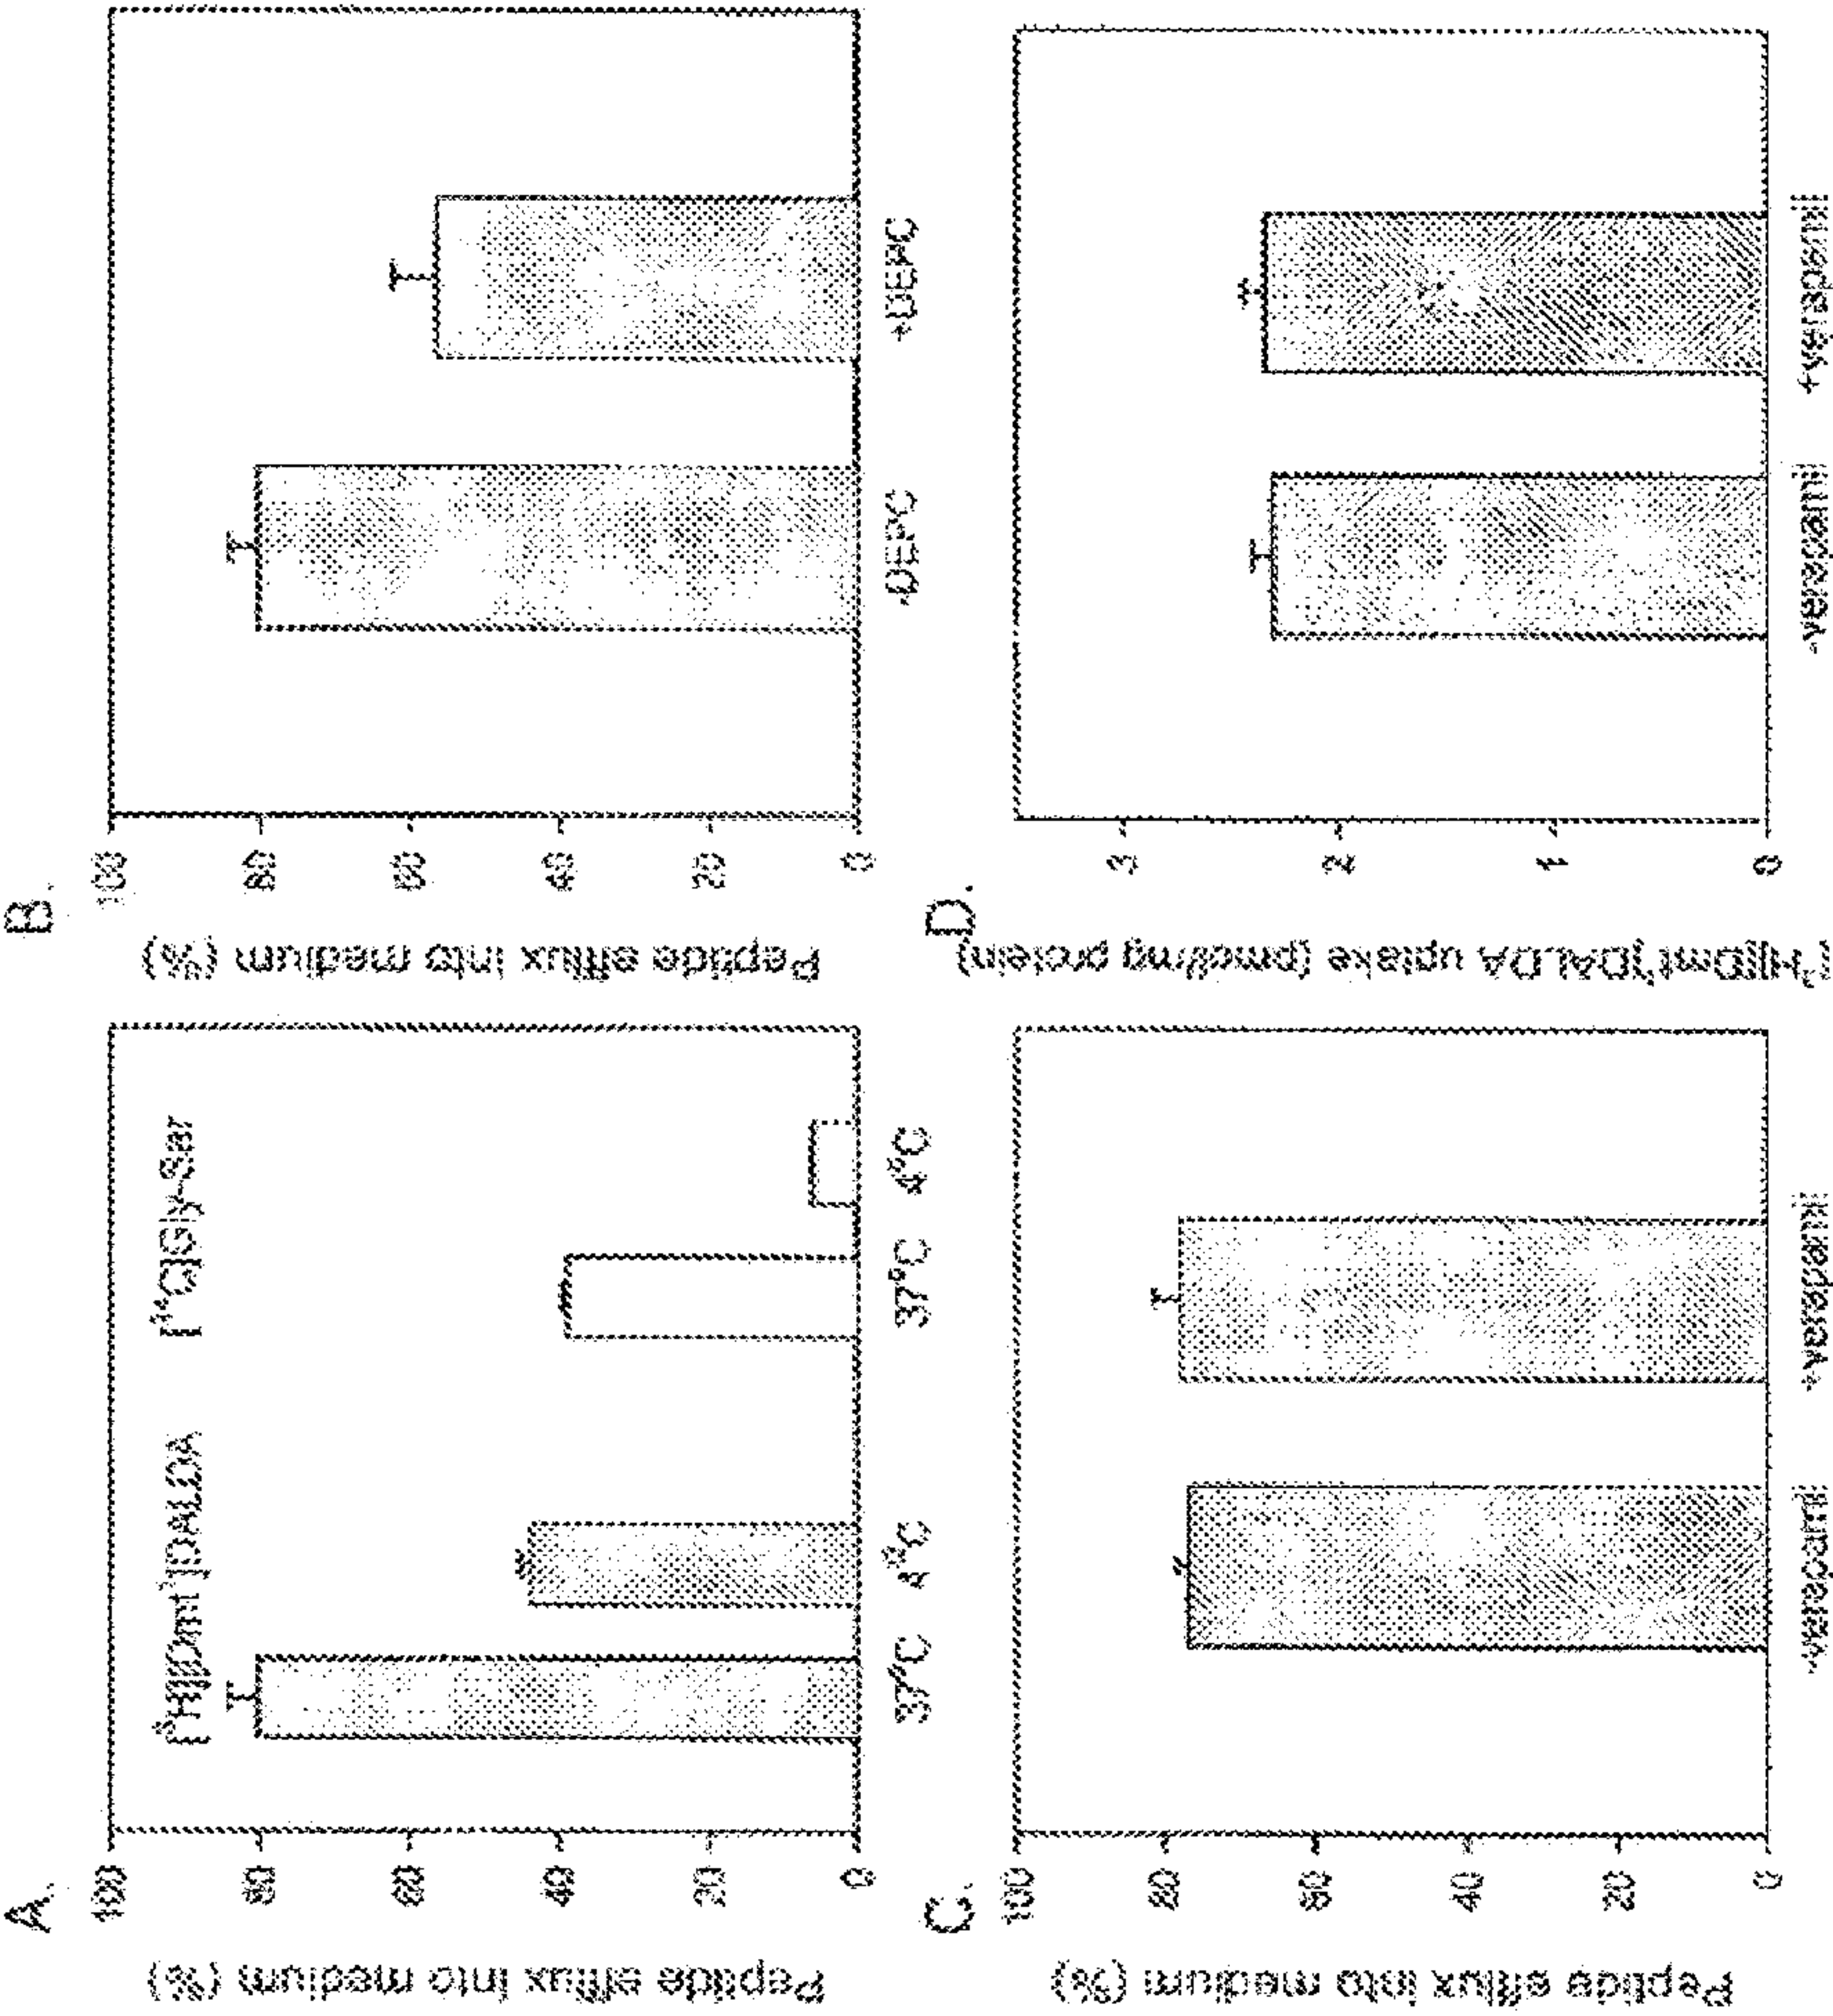 A.
Peptide efflux into medium (%)
100
80
60
40
20
0
[³H][Dmt¹]DALDA
[¹⁴C]Gly-Sar
37°C 4°C 37°C 4°C
B.
Peptide efflux into medium (%)
100
80
60
40
20
0
-DEPC +DEPC
C.
Peptide efflux into medium (%)
100
80
60
40
20
0
-verapamil +verapamil
D.
[³H][Dmt¹]DALDA uptake (pmol/mg protein)
3
2
1
0
-verapamil +verapamil